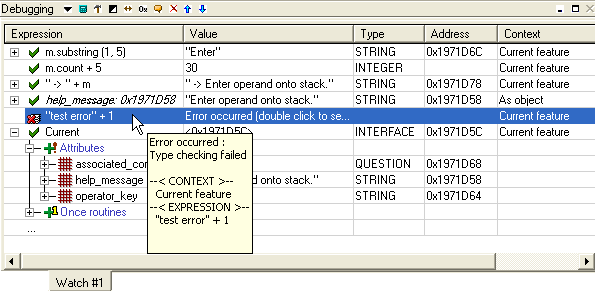 Debugging
Expression Value Type Address Context
m.substring (1, 5) "Enter" STRING 0x1971D6C Current feature
m.count + 5 30 INTEGER Current feature
" -> " + m " -> Enter operand onto stack." STRING 0x1971D78 Current feature
help_message: 0x1971D58 "Enter operand onto stack." STRING 0x1971D58 As object
"test error" + 1 Error occurred (double click to se... Current feature
Current <0x1971D5C> INTERFACE 0x1971D5C Current feature
Attributes
associated_co QUESTION 0x1971D68
help_message and onto stack." STRING 0x1971D58
operator_key STRING 0x1971D64
Once routines
...
Error occurred :
Type checking failed
--< CONTEXT >--
Current feature
--< EXPRESSION >--
"test error" + 1
Watch #1